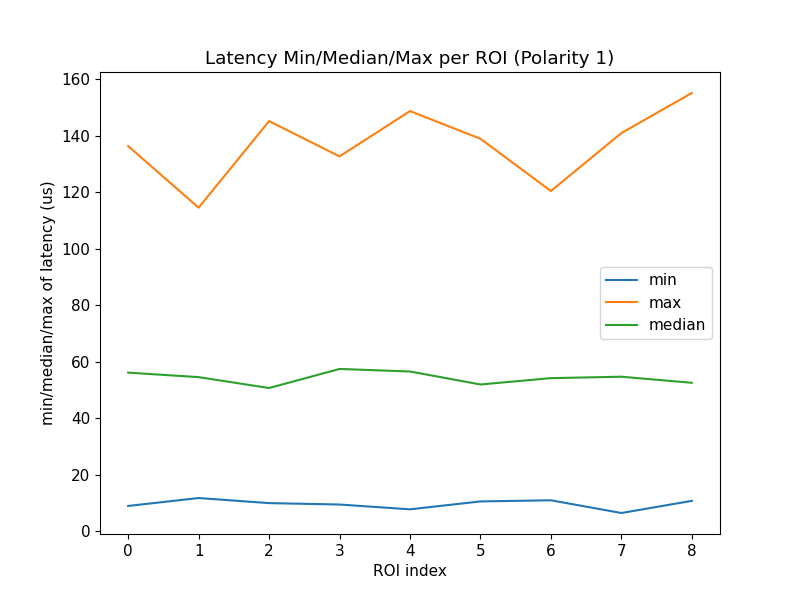 Latency Min/Median/Max per ROI (Polarity 1)
min/median/max of latency (us)
160
140
120
100
80
60
40
20
0
min
max
median
0 1 2 3 4 5 6 7 8
ROI index